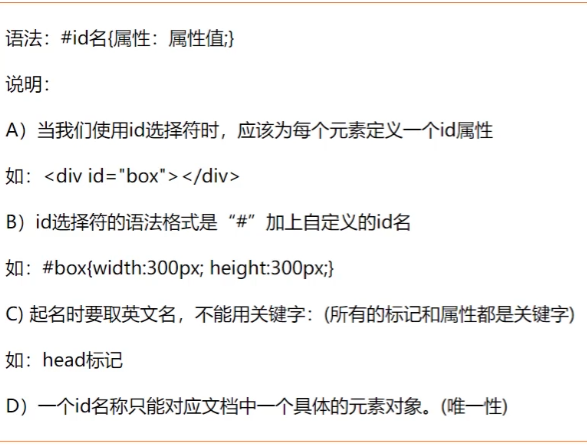 语法：#id名{属性：属性值;}
说明：
A）当我们使用id选择符时，应该为每个元素定义一个id属性
如：<div id="box"></div>
B）id选择符的语法格式是“#”加上自定义的id名
如：#box{width:300px; height:300px;}
C) 起名时要取英文名，不能用关键字：(所有的标记和属性都是关键字)
如：head标记
D）一个id名称只能对应文档中一个具体的元素对象。(唯一性)